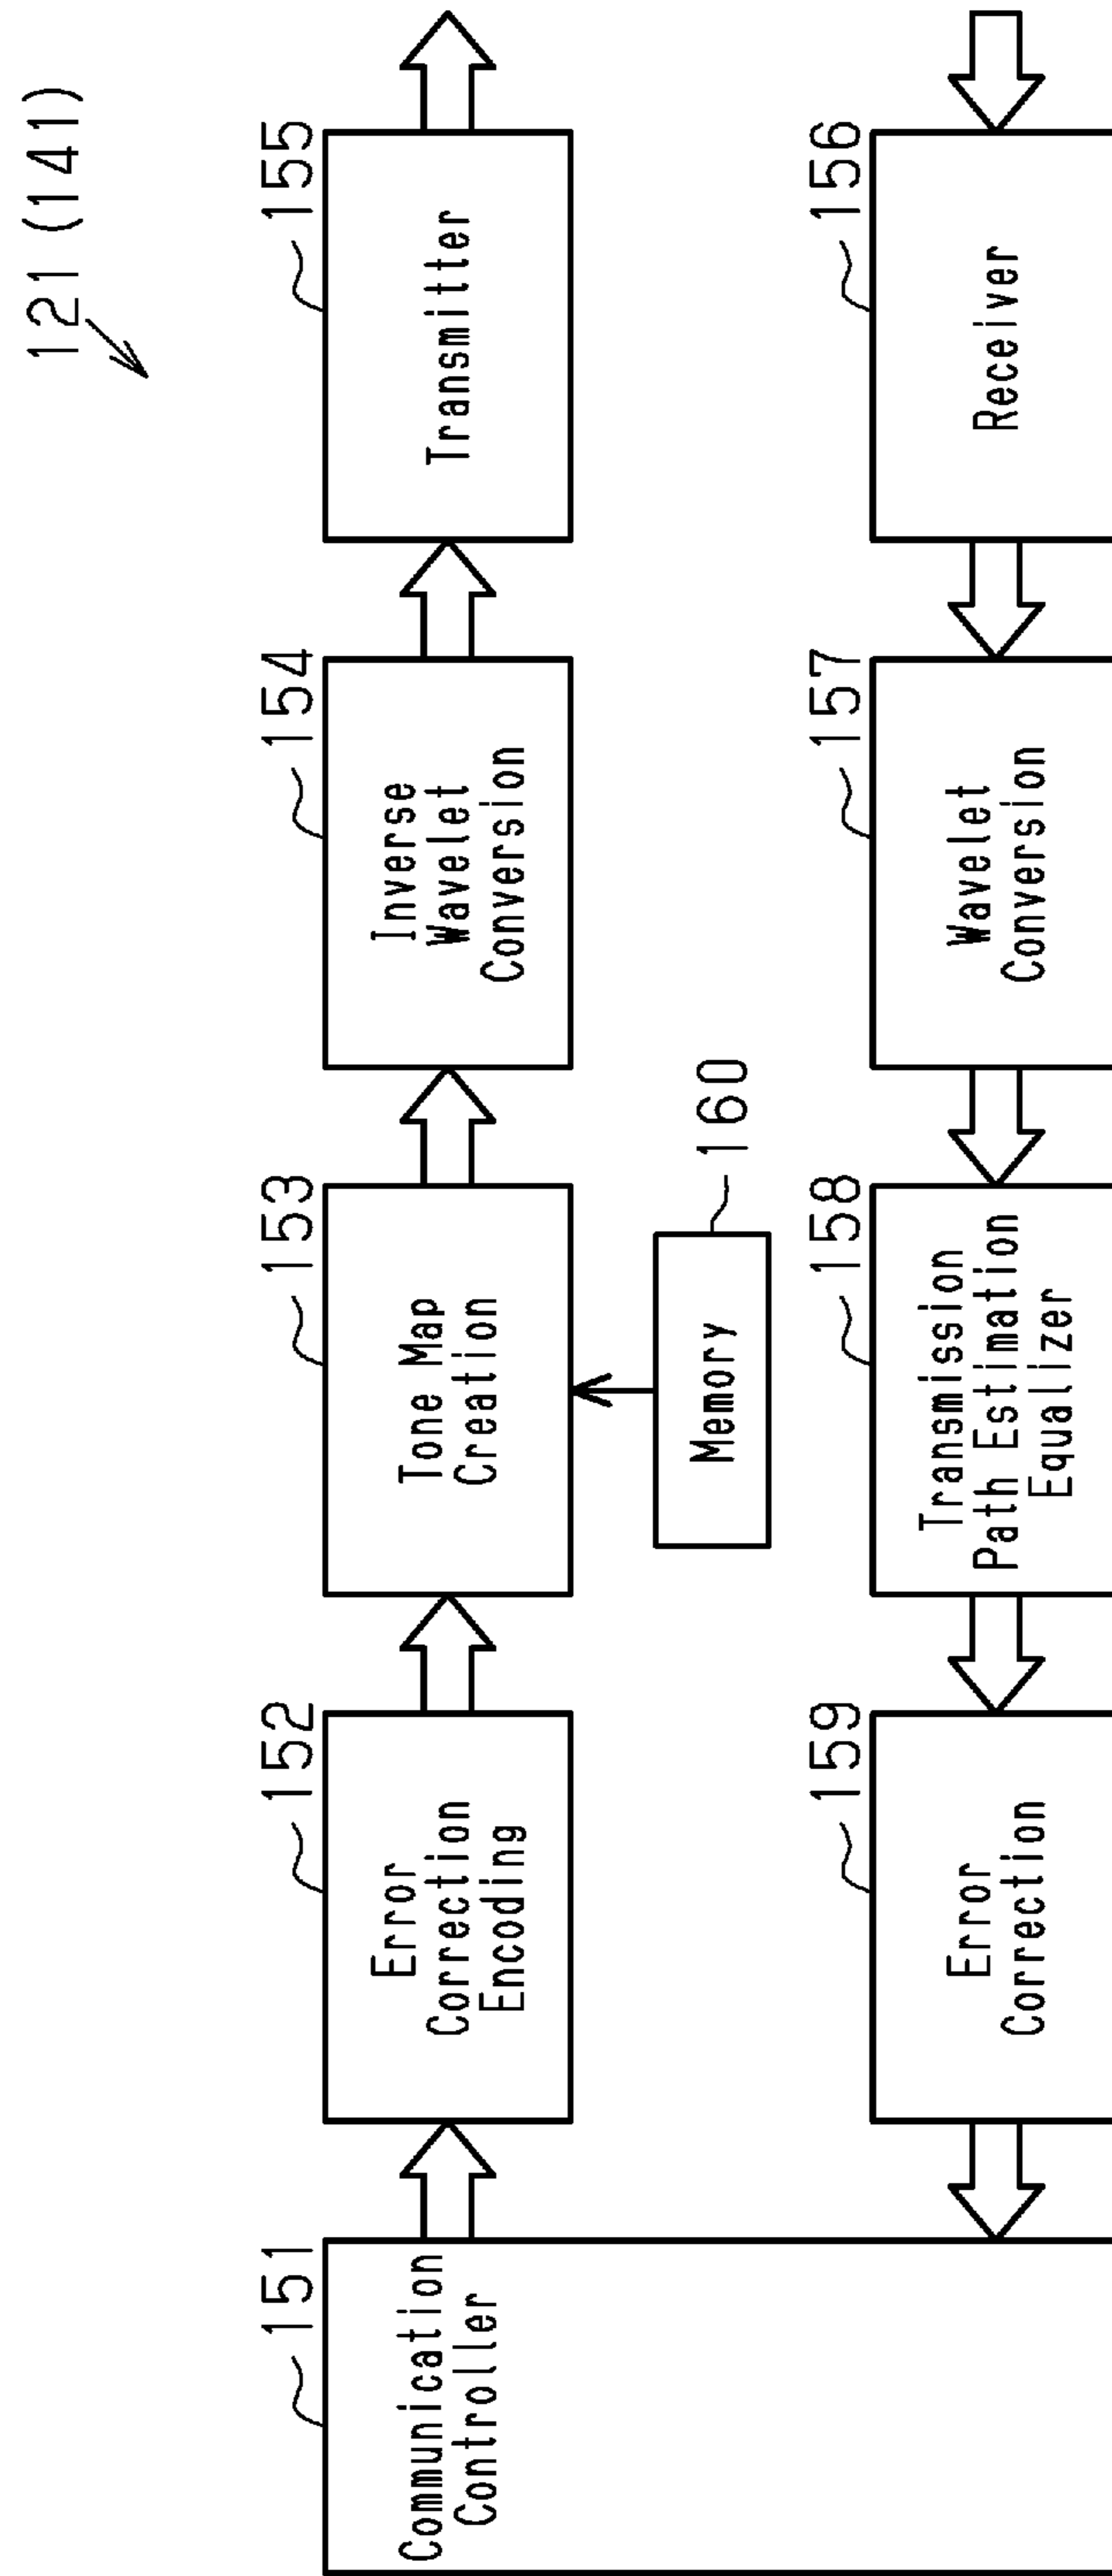 121 (141)
151
Communication
Controller
152
Error
Correction
Encoding
153
Tone Map
Creation
154
Inverse
Wavelet
Conversion
155
Transmitter
160
Memory
159
Error
Correction
158
Transmission
Path Estimation
Equalizer
157
Wavelet
Conversion
156
Receiver